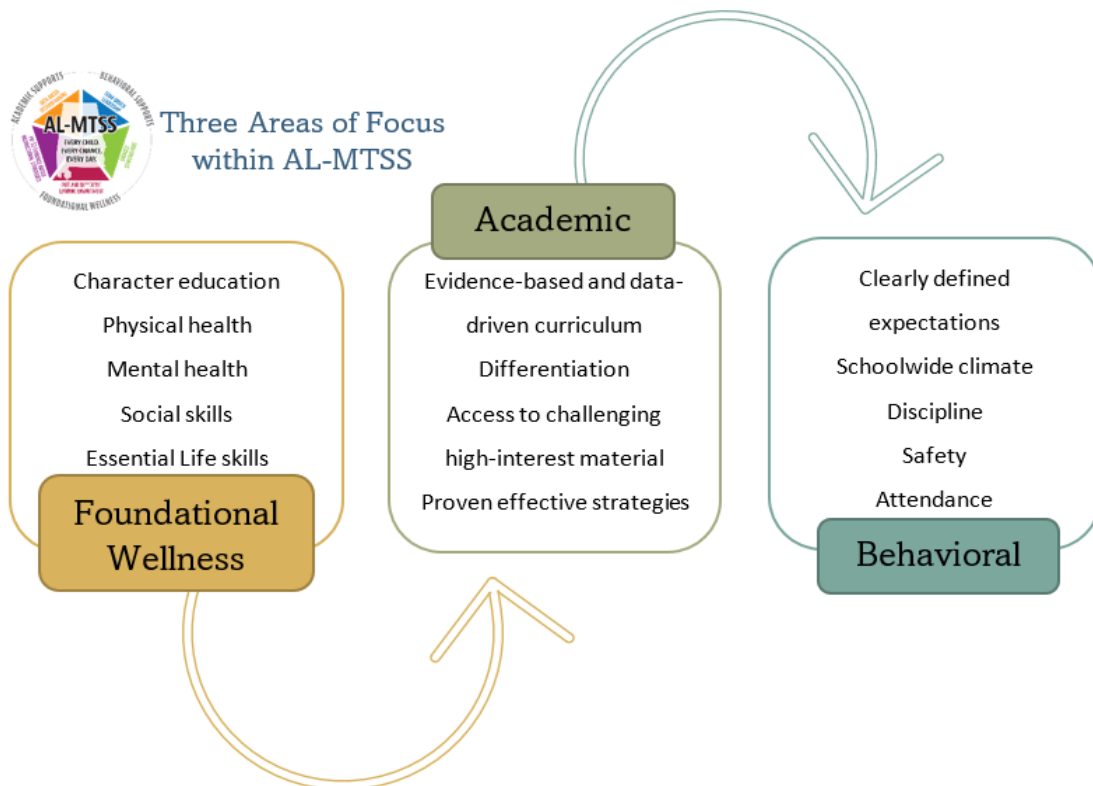 ACADEMIC SUPPORTS
BEHAVIORAL SUPPORTS
AL-MTSS
EVERY CHILD,
EVERY CHANCE,
EVERY DAY.
FOUNDATIONAL WELLNESS
Three Areas of Focus
within AL-MTSS
Character education
Physical health
Mental health
Social skills
Essential Life skills
Foundational
Wellness
Academic
Evidence-based and data-
driven curriculum
Differentiation
Access to challenging
high-interest material
Proven effective strategies
Clearly defined
expectations
Schoolwide climate
Discipline
Safety
Attendance
Behavioral